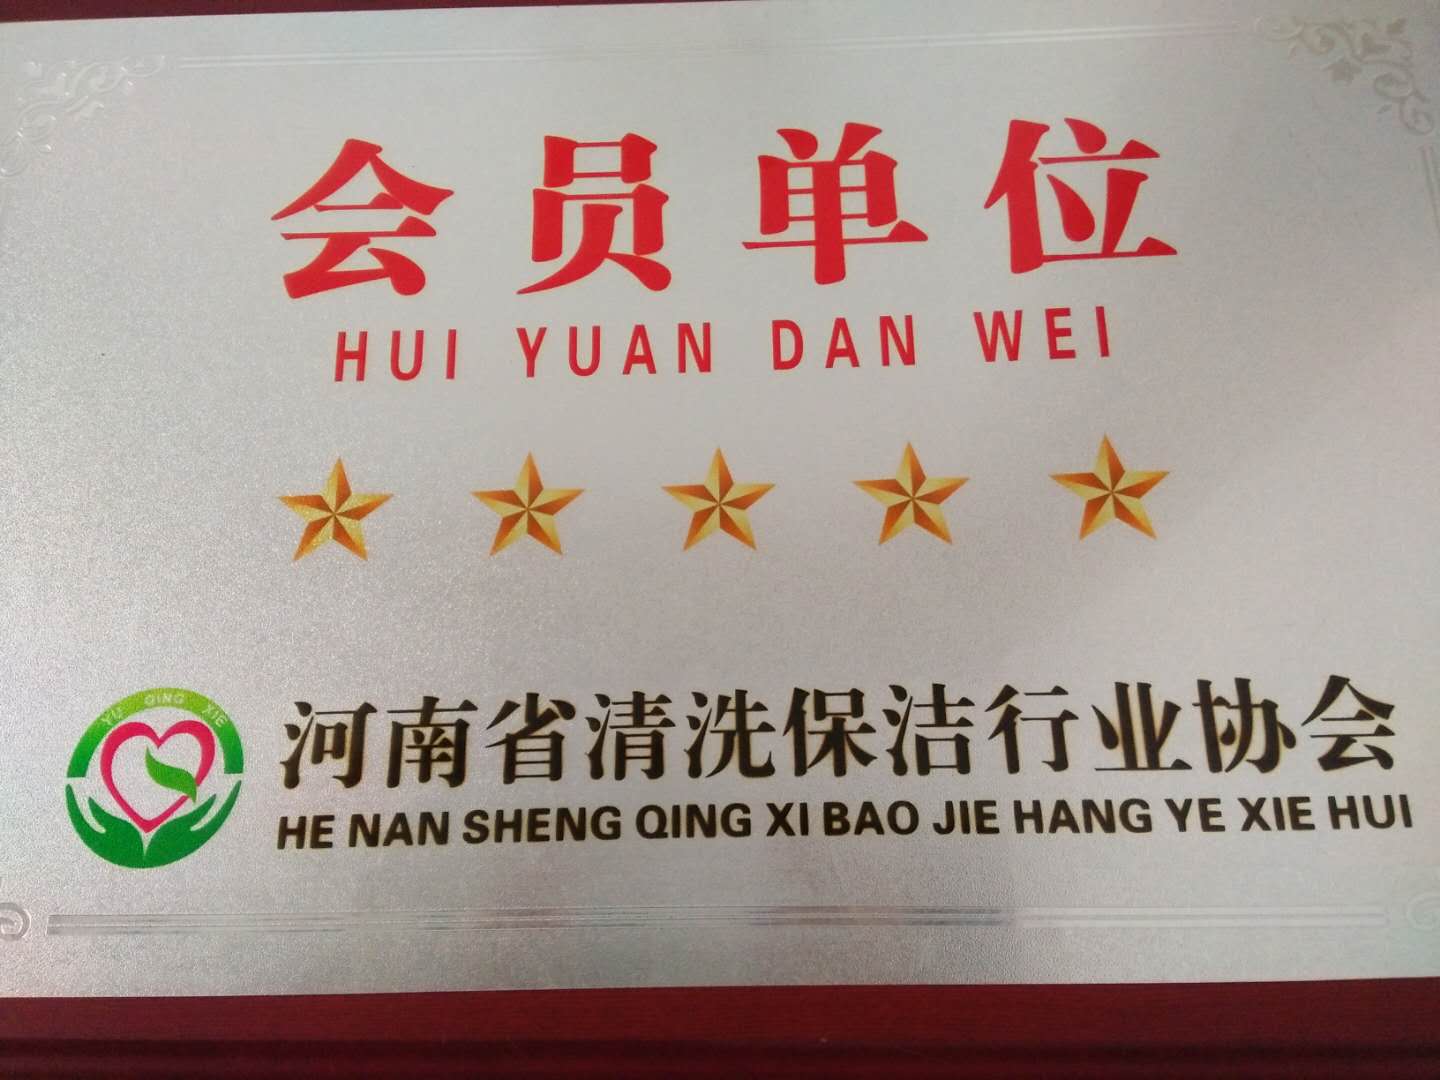 会员单位
HUI YUAN DAN WEI
YU QING XIE
河南省清洗保洁行业协会
HE NAN SHENG QING XI BAO JIE HANG YE XIE HUI